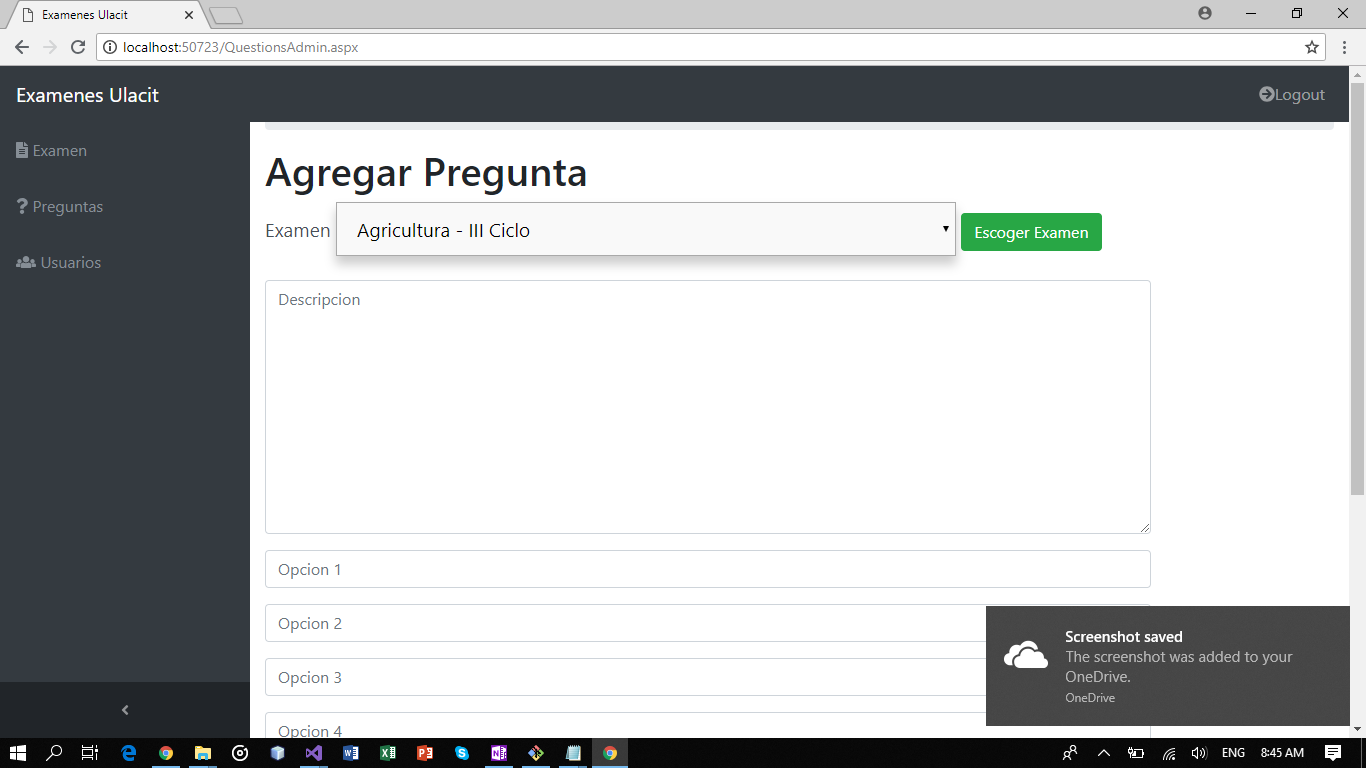 Examenes Ulacit
localhost:50723/QuestionsAdmin.aspx
Examenes Ulacit
Logout
Examen
Preguntas
Usuarios
Agregar Pregunta
Examen
Agricultura - III Ciclo
Escoger Examen
Descripcion
Opcion 1
Opcion 2
Opcion 3
Opcion 4
Screenshot saved
The screenshot was added to your
OneDrive.
OneDrive
ENG
8:45 AM